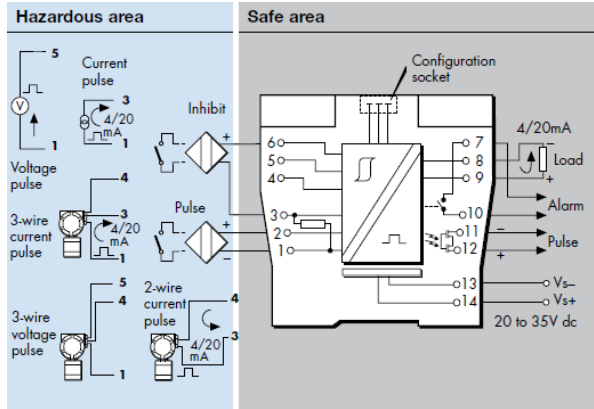 Hazardous area
Safe area
5
V
1
Voltage
pulse
Current
pulse
3
4/20
mA
1
Inhibit
+
Configuration
socket
6
5
4
3
2
1
7
8
9
10
11
12
13
14
4/20mA
–
Load
+
Alarm
–
Pulse
+
Vs–
Vs+
20 to 35V dc
4
3-wire
current
pulse
3
4/20
mA
1
Pulse
+
–
5
4
3-wire
voltage
pulse
1
2-wire
current
pulse
4
4/20
mA
3